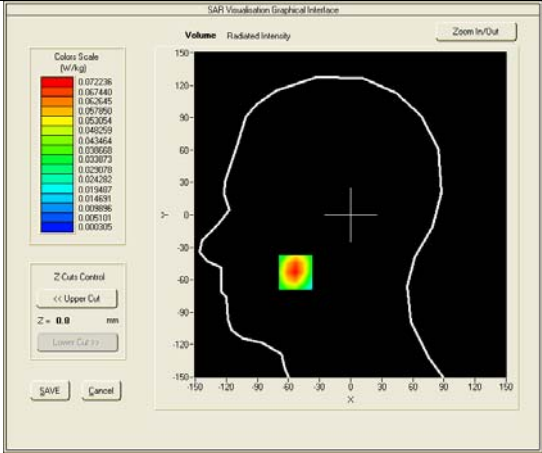 SAR Visualisation Graphical Interface
Volume Radiated Intensity
Zoom In/Out
Colors Scale
(W/kg)
0.072236
0.067440
0.062645
0.057850
0.053054
0.048259
0.043464
0.038668
0.033873
0.029078
0.024282
0.019487
0.014691
0.009896
0.005101
0.000305
Z Cuts Control
<< Upper Cut
Z = 0.0 mm
Lower Cut >>
SAVE Cancel
150
120
90
60
30
Y 0
-30
-60
-90
-120
-150
-150 -120 -90 -60 -30 0 30 60 90 120 150
X